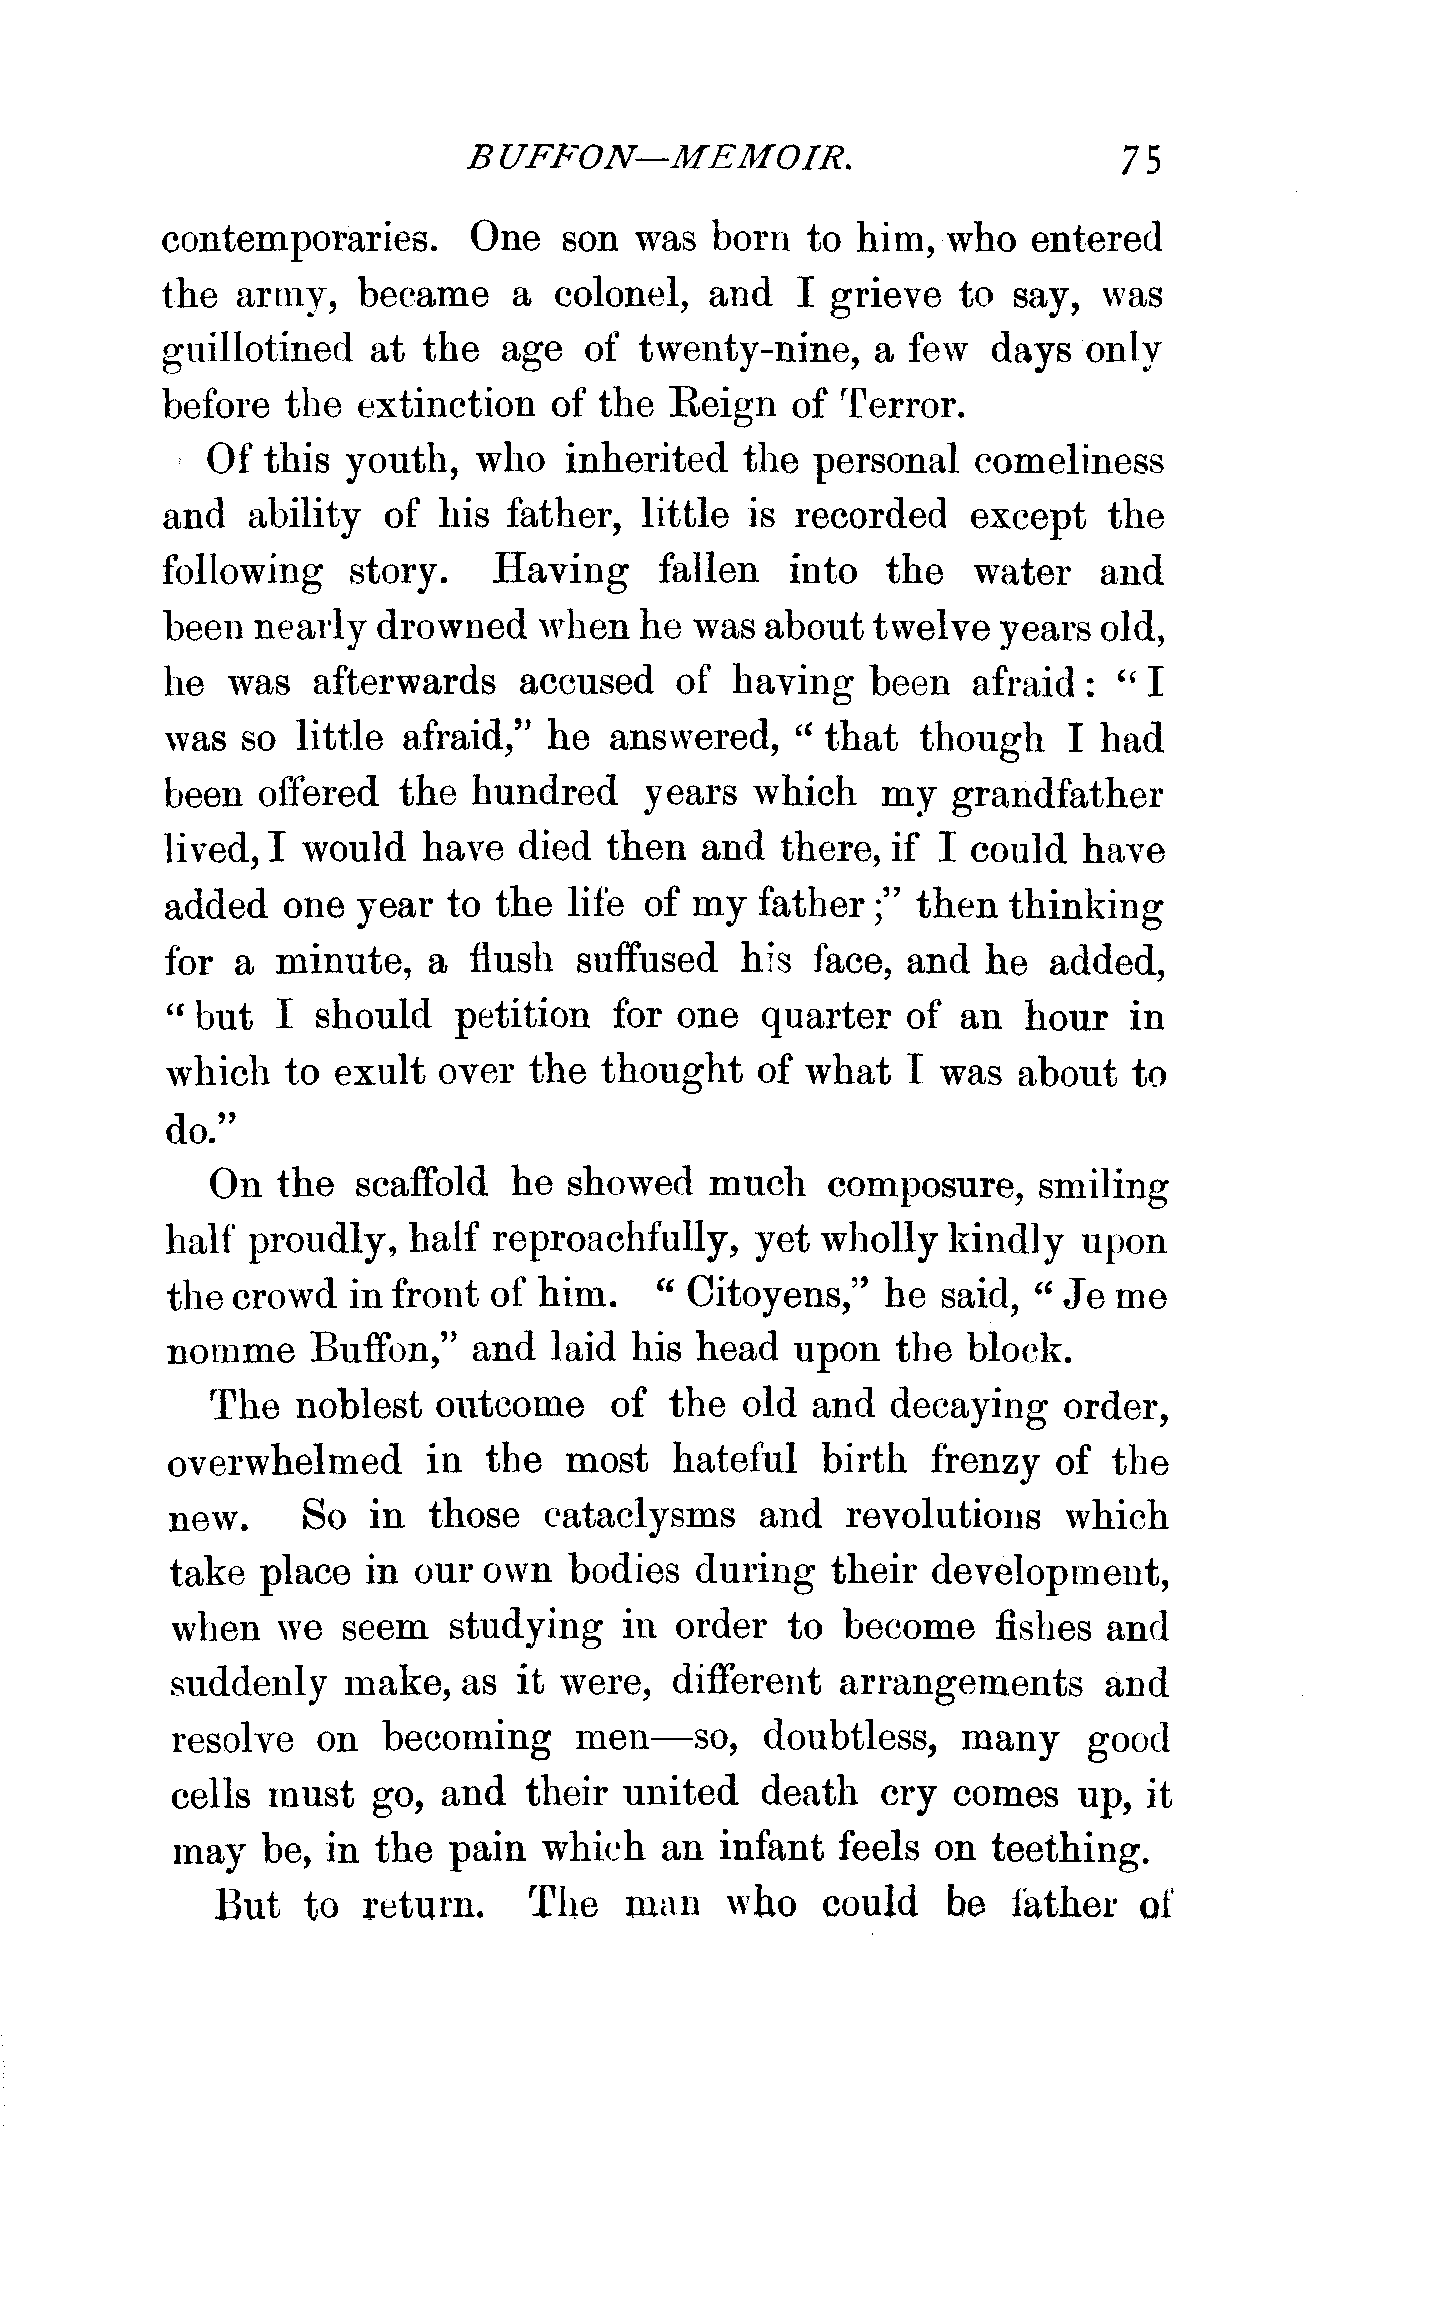 BUFFON—MEMOIR. 75
contemporaries. One son was born to him, who entered
the army, became a colonel, and I grieve to say, was
guillotined at the age of twenty-nine, a few days only
before the extinction of the Reign of Terror.
Of this youth, who inherited the personal comeliness
and ability of his father, little is recorded except the
following story. Having fallen into the water and
been nearly drowned when he was about twelve years old,
he was afterwards accused of having been afraid: “I
was so little afraid,” he answered, “that though I had
been offered the hundred years which my grandfather
lived, I would have died then and there, if I could have
added one year to the life of my father;” then thinking
for a minute, a flush suffused his face, and he added,
“but I should petition for one quarter of an hour in
which to exult over the thought of what I was about to
do.”
On the scaffold he showed much composure, smiling
half proudly, half reproachfully, yet wholly kindly upon
the crowd in front of him. “Citoyens,” he said, “Je me
nomme Buffon,” and laid his head upon the block.
The noblest outcome of the old and decaying order,
overwhelmed in the most hateful birth frenzy of the
new. So in those cataclysms and revolutions which
take place in our own bodies during their development,
when we seem studying in order to become fishes and
suddenly make, as it were, different arrangements and
resolve on becoming men—so, doubtless, many good
cells must go, and their united death cry comes up, it
may be, in the pain which an infant feels on teething.
But to return. The man who could be father of